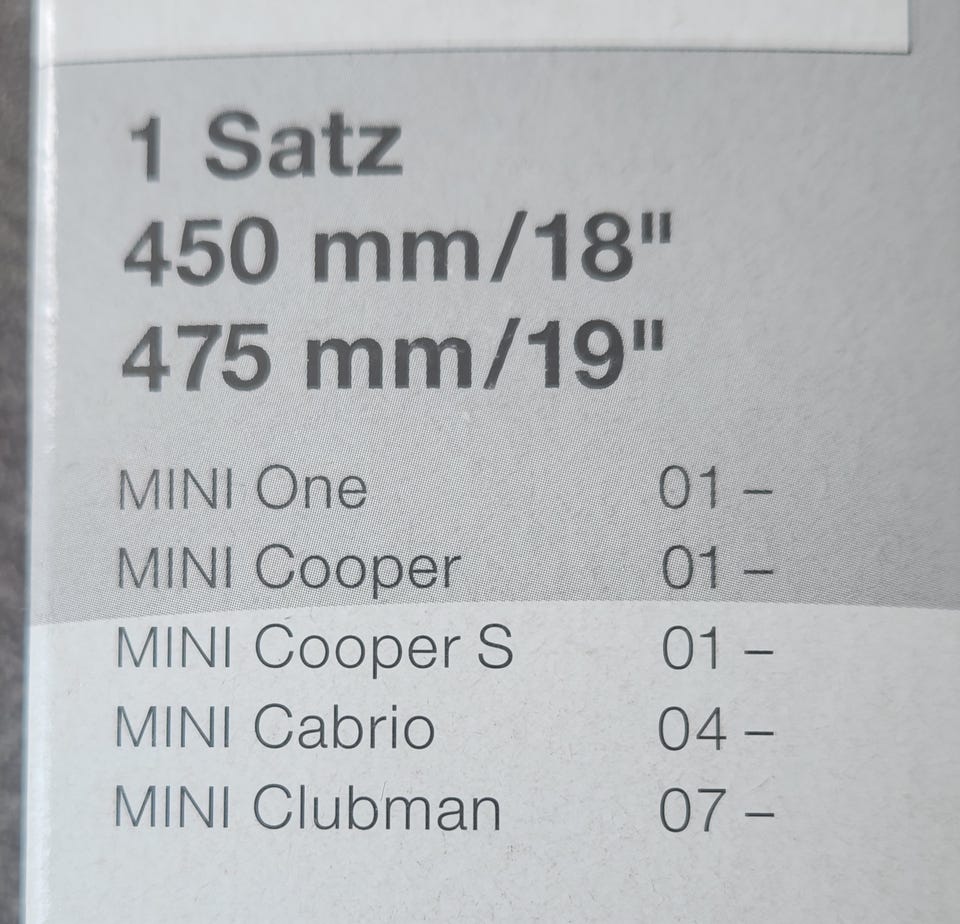 1 Satz
450 mm/18"
475 mm/19"
MINI One 01 –
MINI Cooper 01 –
MINI Cooper S 01 –
MINI Cabrio 04 –
MINI Clubman 07 –